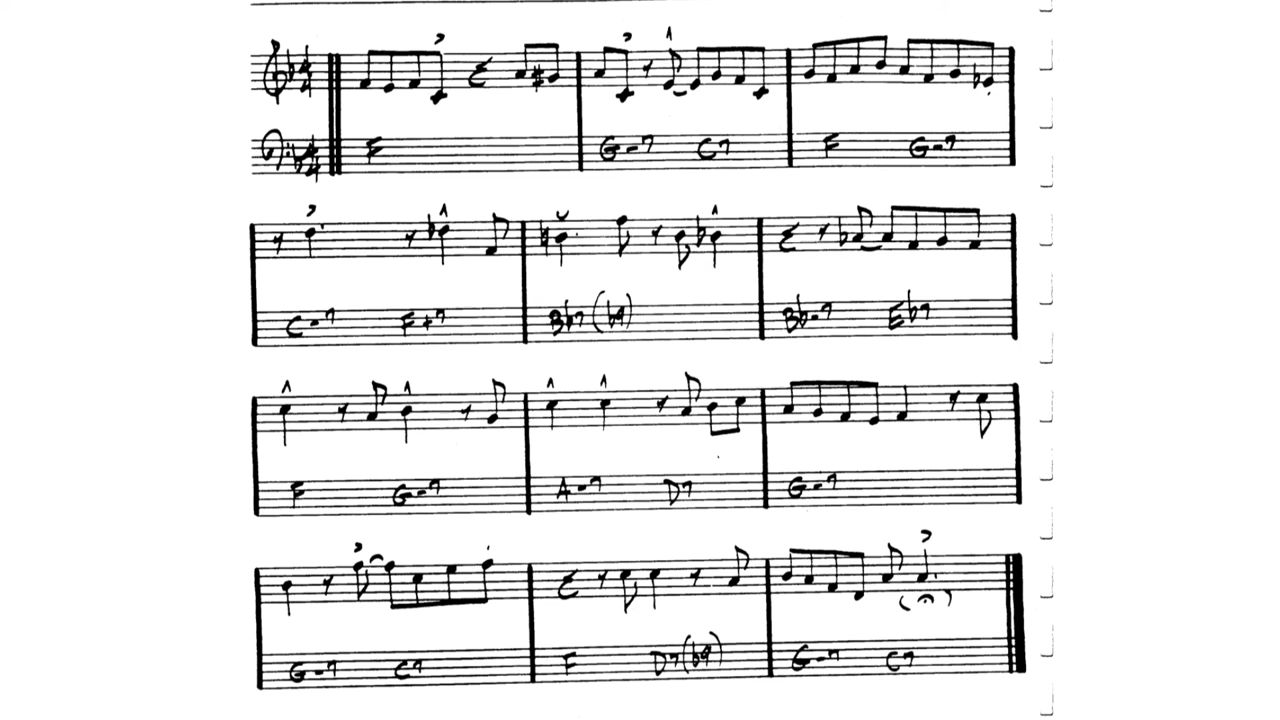 F G-7 C7 F G-7
C-7 F+7 Bb7(b9) Bb-7 Eb7
F G-7 A-7 D7 G-7
G-7 C7 F D7(b9) G-7 C7